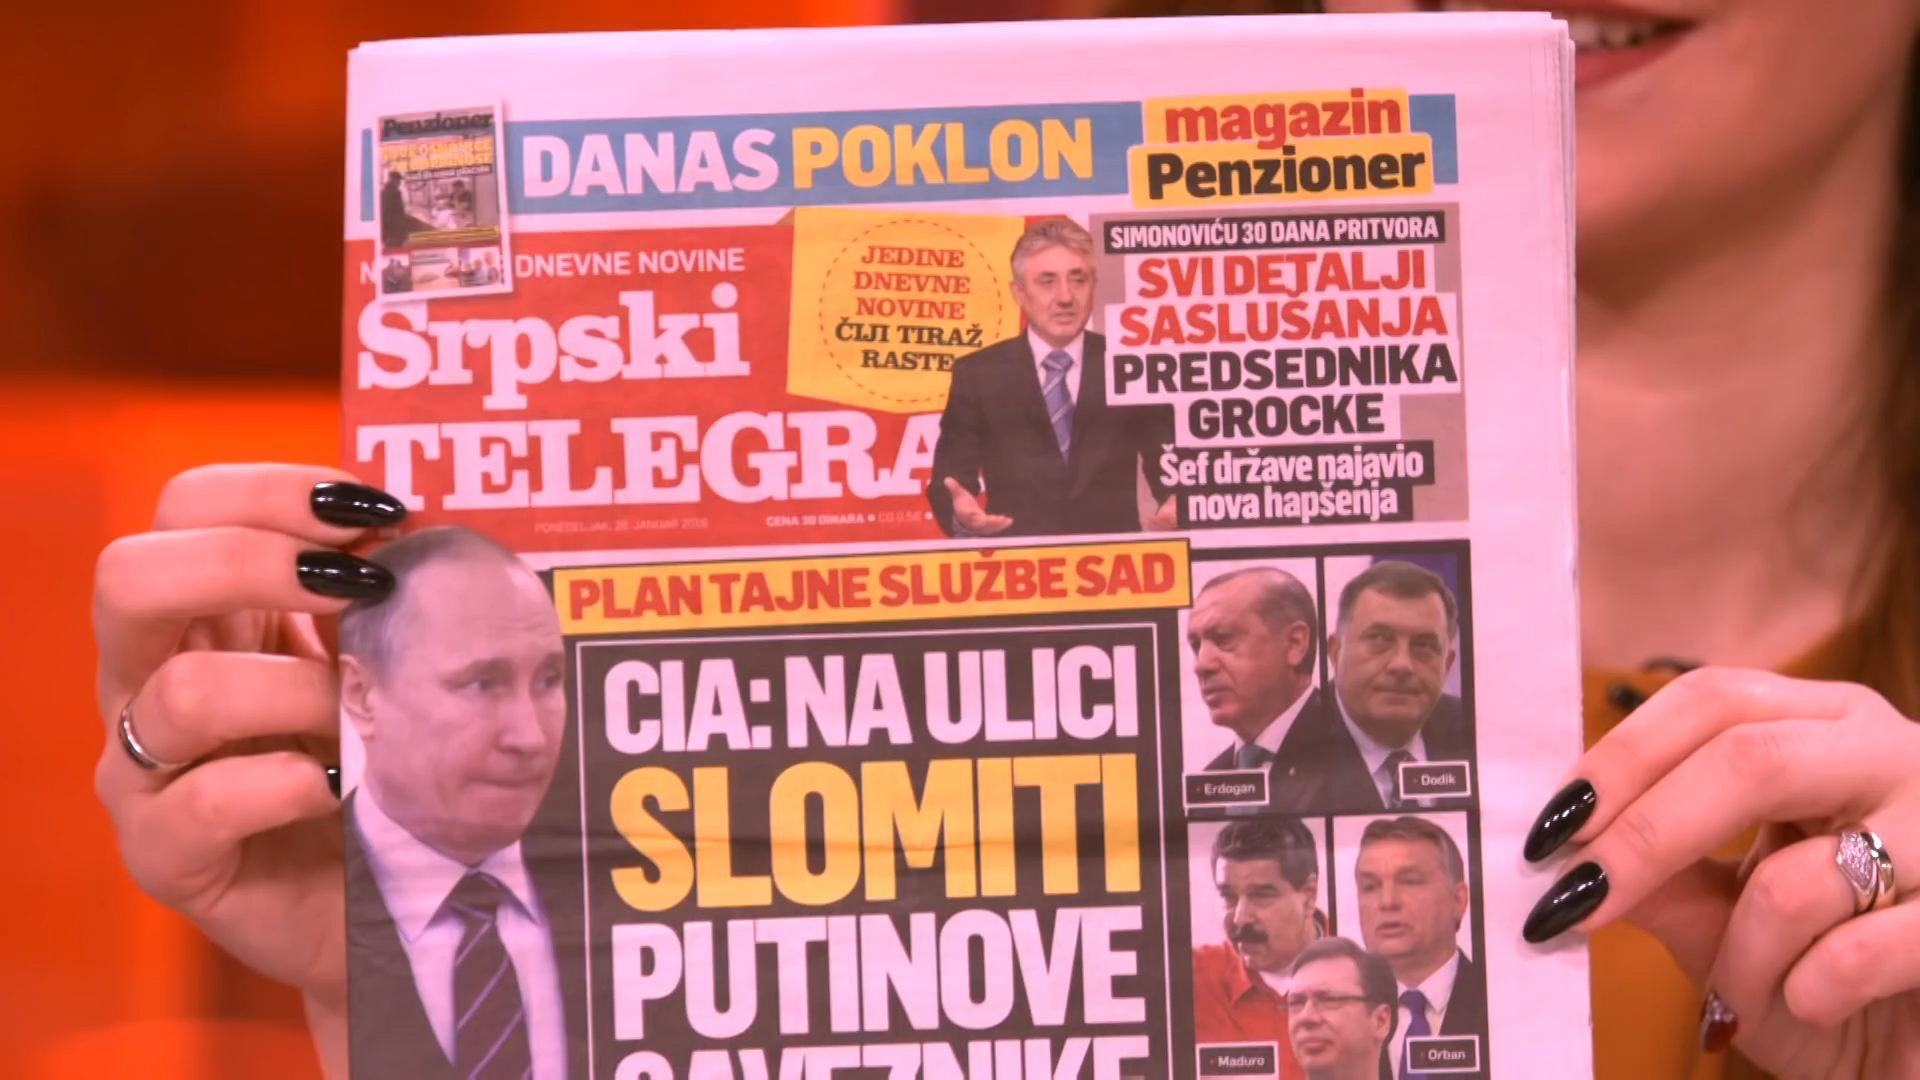 Penzioner
DANAS POKLON
magazin
Penzioner
DNEVNE NOVINE
Srpski
TELEGRA
JEDINE
DNEVNE
NOVINE
ČIJI TIRAŽ
RASTE
SIMONOVIĆU 30 DANA PRITVORA
SVI DETALJI
SASLUŠANJA
PREDSEDNIKA
GROCKE
Šef države najavio
nova hapšenja
CENA 30 DINARA
PLAN TAJNE SLUŽBE SAD
CIA: NA ULICI
SLOMITI
PUTINOVE
SAVEZNIKE
Erdogan
Dodik
Maduro
Orban